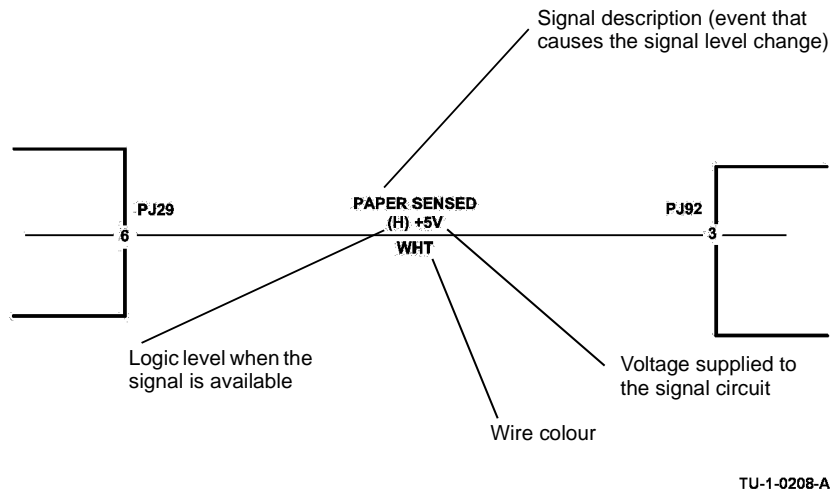 Signal description (event that
causes the signal level change)
PJ29
PAPER SENSED
PJ92
(H) +5V
6
3
WHT
Logic level when the
signal is available
Voltage supplied to
the signal circuit
Wire colour
TU-1-0208-A